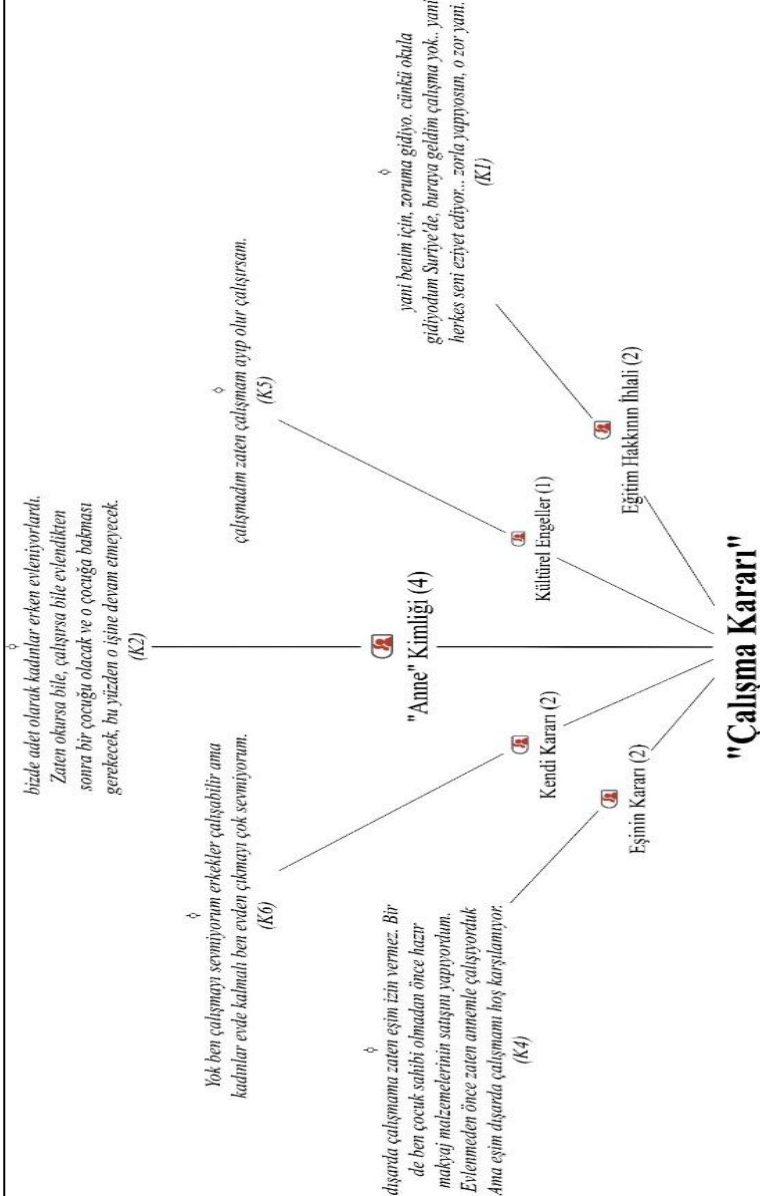 bizde adet olarak kadınlar erken evleniyorlardı.
Zaten okursa bile, çalışırsa bile evlendikten
sonra bir çocuğu olacak ve o çocuğa bakması
gerekecek, bu yüzden o işine devam etmeyecek.
(K2)
Yok ben çalışmayı sevmiyorum erkekler çalışabilir ama
kadınlar evde kalmalı ben evden çıkmayı çok sevmiyorum.
(K6)
çalışmadım zaten çalışmam ayıp olur çalışırsam.
(K5)
dışarda çalışmama zaten eşim izin vermez. Bir
de ben çocuk sahibi olmadan önce hazır
makyaj malzemelerinin satışını yapıyordum.
Evlenmeden önce zaten annemle çalışıyorduk
Ama eşim dışarda çalışmamı hoş karşılamıyor.
(K4)
yani benim için, zoruma gidiyo. cünkü okula
gidiyodum Suriye'de, buraya geldim çalışma yok.. yani
herkes seni eziyet ediyor... zorla yapıyosun, o zor yani.
(K1)
"Anne" Kimliği (4)
Kendi Kararı (2)
Kültürel Engeller (1)
Eşinin Kararı (2)
Eğitim Hakkının İhlali (2)
"Çalışma Kararı"